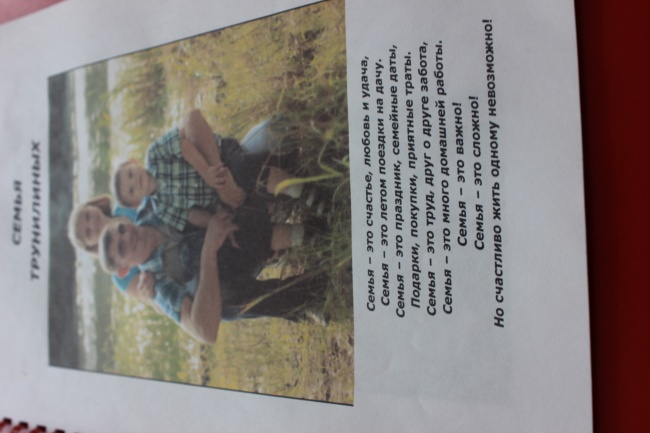 СЕМЬЯ
ТРУНИЛИНЫХ
Семья – это счастье, любовь и удача,
Семья – это летом поездки на дачу.
Семья – это праздник, семейные даты,
Подарки, покупки, приятные траты.
Семья – это труд, друг о друге забота,
Семья – это много домашней работы.
Семья – это важно!
Семья – это сложно!
Но счастливо жить одному невозможно!